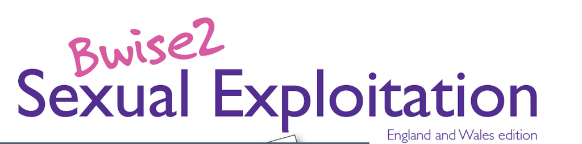 Bwise2
Sexual Exploitation
England and Wales edition